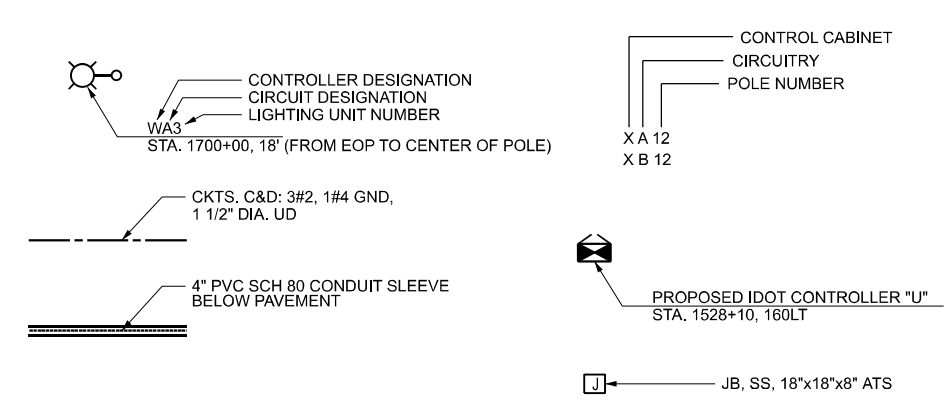 CONTROLLER DESIGNATION
CIRCUIT DESIGNATION
LIGHTING UNIT NUMBER
WA3
STA. 1700+00, 18' (FROM EOP TO CENTER OF POLE)
CKTS. C&D: 3#2, 1#4 GND,
1 1/2" DIA. UD
4" PVC SCH 80 CONDUIT SLEEVE
BELOW PAVEMENT
CONTROL CABINET
CIRCUITRY
POLE NUMBER
X A 12
X B 12
PROPOSED IDOT CONTROLLER "U"
STA. 1528+10, 160LT
J
JB, SS, 18"x18"x8" ATS